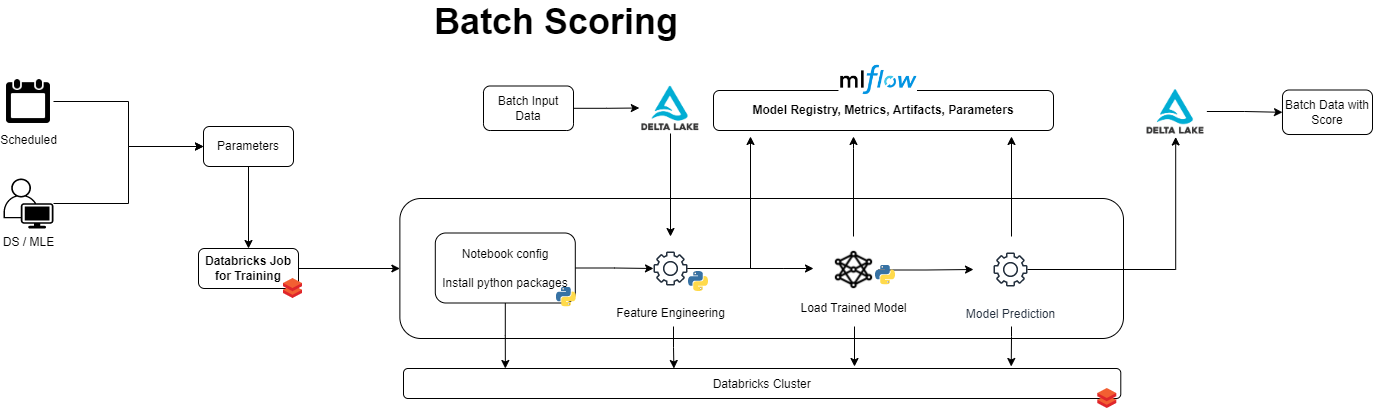 Batch Scoring
Scheduled
DS / MLE
Parameters
Databricks Job
for Training
Batch Input
Data
DELTA LAKE
mlflow
Model Registry, Metrics, Artifacts, Parameters
DELTA LAKE
Batch Data with
Score
Notebook config
Install python packages
Feature Engineering
Load Trained Model
Model Prediction
Databricks Cluster